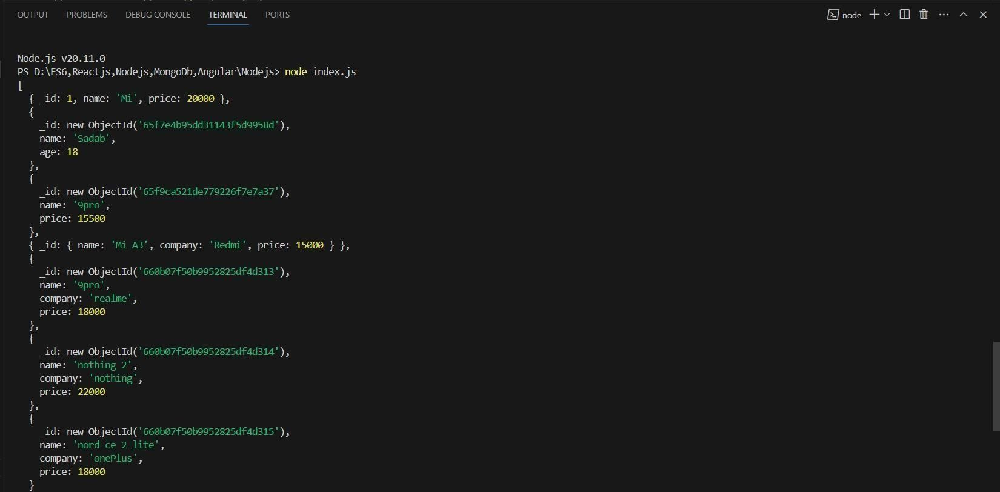 OUTPUT PROBLEMS DEBUG CONSOLE TERMINAL PORTS node
Node.js v20.11.0
PS D:\ES6,Reactjs,Nodejs,MongoDb,Angular\Nodejs> node index.js
[
  { _id: 1, name: 'Mi', price: 20000 },
  {
    _id: new ObjectId('65f7e4b95dd31143f5d9958d'),
    name: 'Sadab',
    age: 18
  },
  {
    _id: new ObjectId('65f9ca521de779226f7e7a37'),
    name: '9pro',
    price: 15500
  },
  { _id: { name: 'Mi A3', company: 'Redmi', price: 15000 } },
  {
    _id: new ObjectId('660b07f50b9952825df4d313'),
    name: '9pro',
    company: 'realme',
    price: 18000
  },
  {
    _id: new ObjectId('660b07f50b9952825df4d314'),
    name: 'nothing 2',
    company: 'nothing',
    price: 22000
  },
  {
    _id: new ObjectId('660b07f50b9952825df4d315'),
    name: 'nord ce 2 lite',
    company: 'onePlus',
    price: 18000
  }